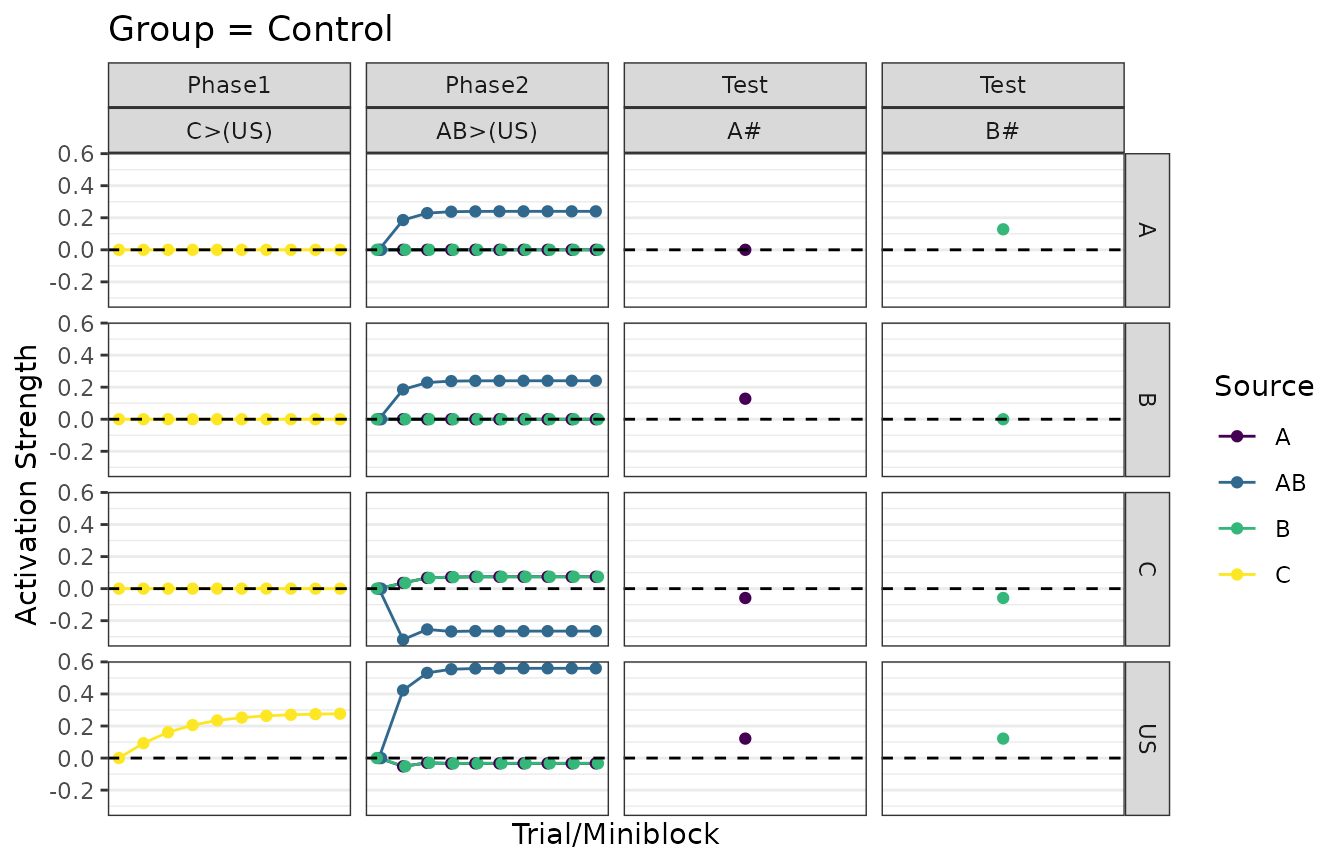 Group = Control
Phase1
Phase2
Test
Test
C>(US)
AB>(US)
A#
B#
0.6
0.4
0.2
0.0
-0.2
A
0.6
0.4
0.2
0.0
-0.2
B
0.6
0.4
0.2
0.0
-0.2
C
0.6
0.4
0.2
0.0
-0.2
US
Activation Strength
Trial/Miniblock
Source
A
AB
B
C